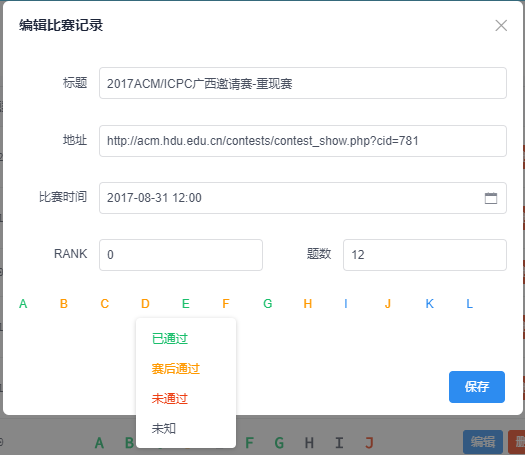 编辑比赛记录
标题 2017ACM/ICPC广西邀请赛-重现赛
地址 http://acm.hdu.edu.cn/contests/contest_show.php?cid=781
比赛时间 2017-08-31 12:00
RANK 0 题数 12
A B C D E F G H I J K L
已通过
赛后通过
未通过
未知
保存
A B F G H I J 编辑